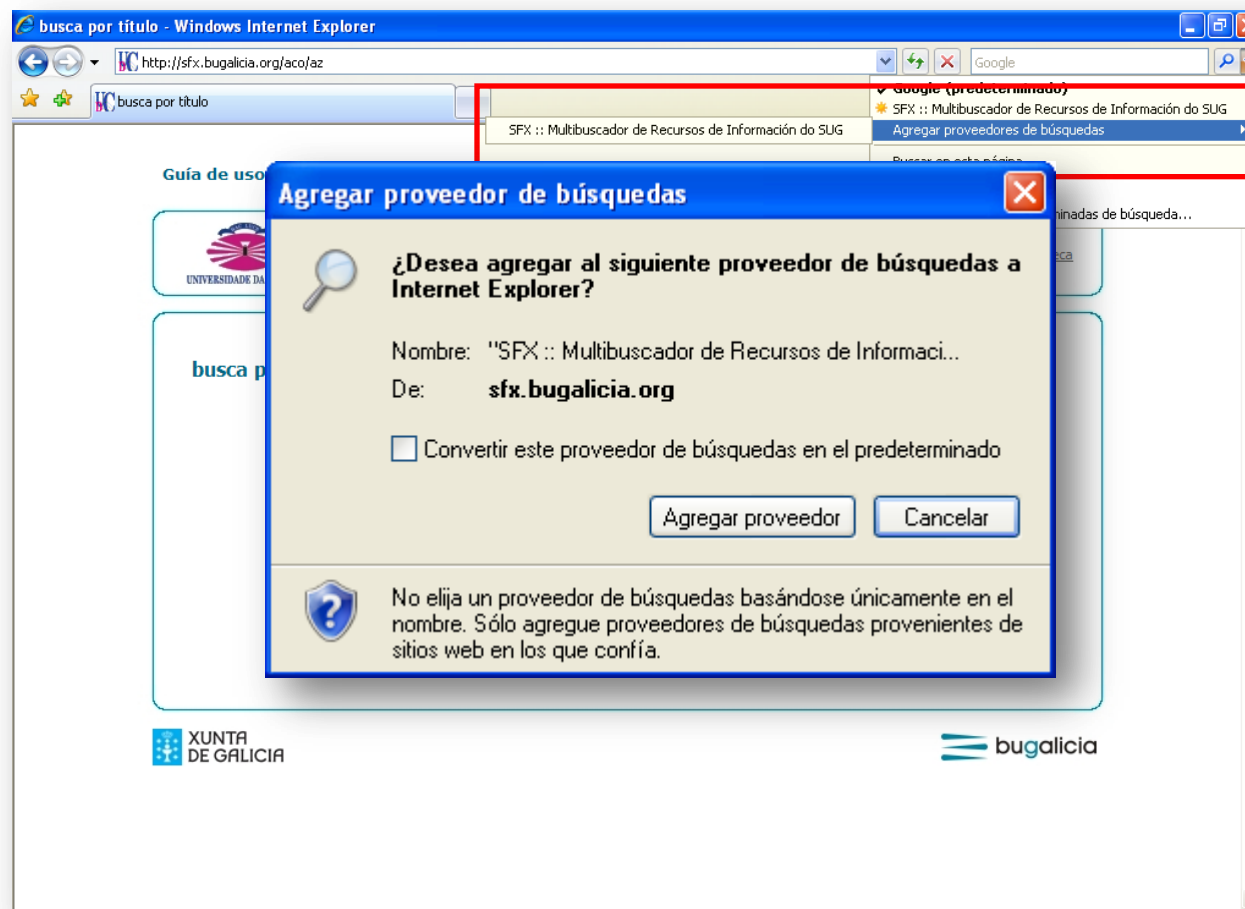 busca por título - Windows Internet Explorer
http://sfx.bugalicia.org/aco/az
Google
busca por título
Google (predeterminado)
SFX :: Multibuscador de Recursos de Información do SUG
SFX :: Multibuscador de Recursos de Información do SUG
Agregar proveedores de búsquedas
Buscar en esta página
de búsqueda...
Guía de uso
UNIVERSIDADE DA
busca p
Agregar proveedor de búsquedas
¿Desea agregar al siguiente proveedor de búsquedas a
Internet Explorer?
Nombre: "SFX :: Multibuscador de Recursos de Informaci...
De: sfx.bugalicia.org
Convertir este proveedor de búsquedas en el predeterminado
Agregar proveedor
Cancelar
No elija un proveedor de búsquedas basándose únicamente en el
nombre. Sólo agregue proveedores de búsquedas provenientes de
sitios web en los que confía.
XUNTA
DE GALICIA
bugalicia